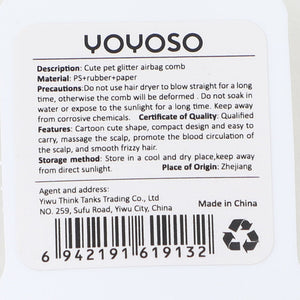 YOYOSO
Description: Cute pet glitter airbag comb
Material: PS+rubber+paper
Precautions:Do not use hair dryer to blow straight for a long
time, otherwise the comb will be deformed . Do not soak in
water or expose to the sunlight for a long time. Keep away
from corrosive chemicals. Certificate of Quality: Qualified
Features: Cartoon cute shape, compact design and easy to
carry, massage the scalp, promote the blood circulation of
the scalp, and smooth frizzy hair.
Storage method: Store in a cool and dry place,keep away
from direct sunlight. Place of Origin: Zhejiang
Agent and address:
Yiwu Think Tanks Trading Co., Ltd
NO. 259, Sufu Road, Yiwu City, China
Made in China
6 942191 619132